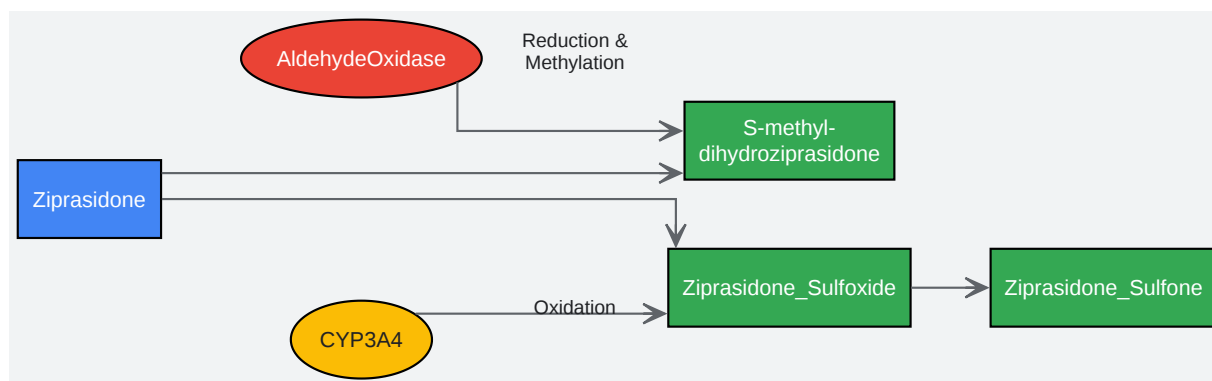 AldehydeOxidase
Reduction &
Methylation
S-methyl-
dihydroziprasidone
Ziprasidone
Ziprasidone_Sulfoxide
Ziprasidone_Sulfone
Oxidation
CYP3A4